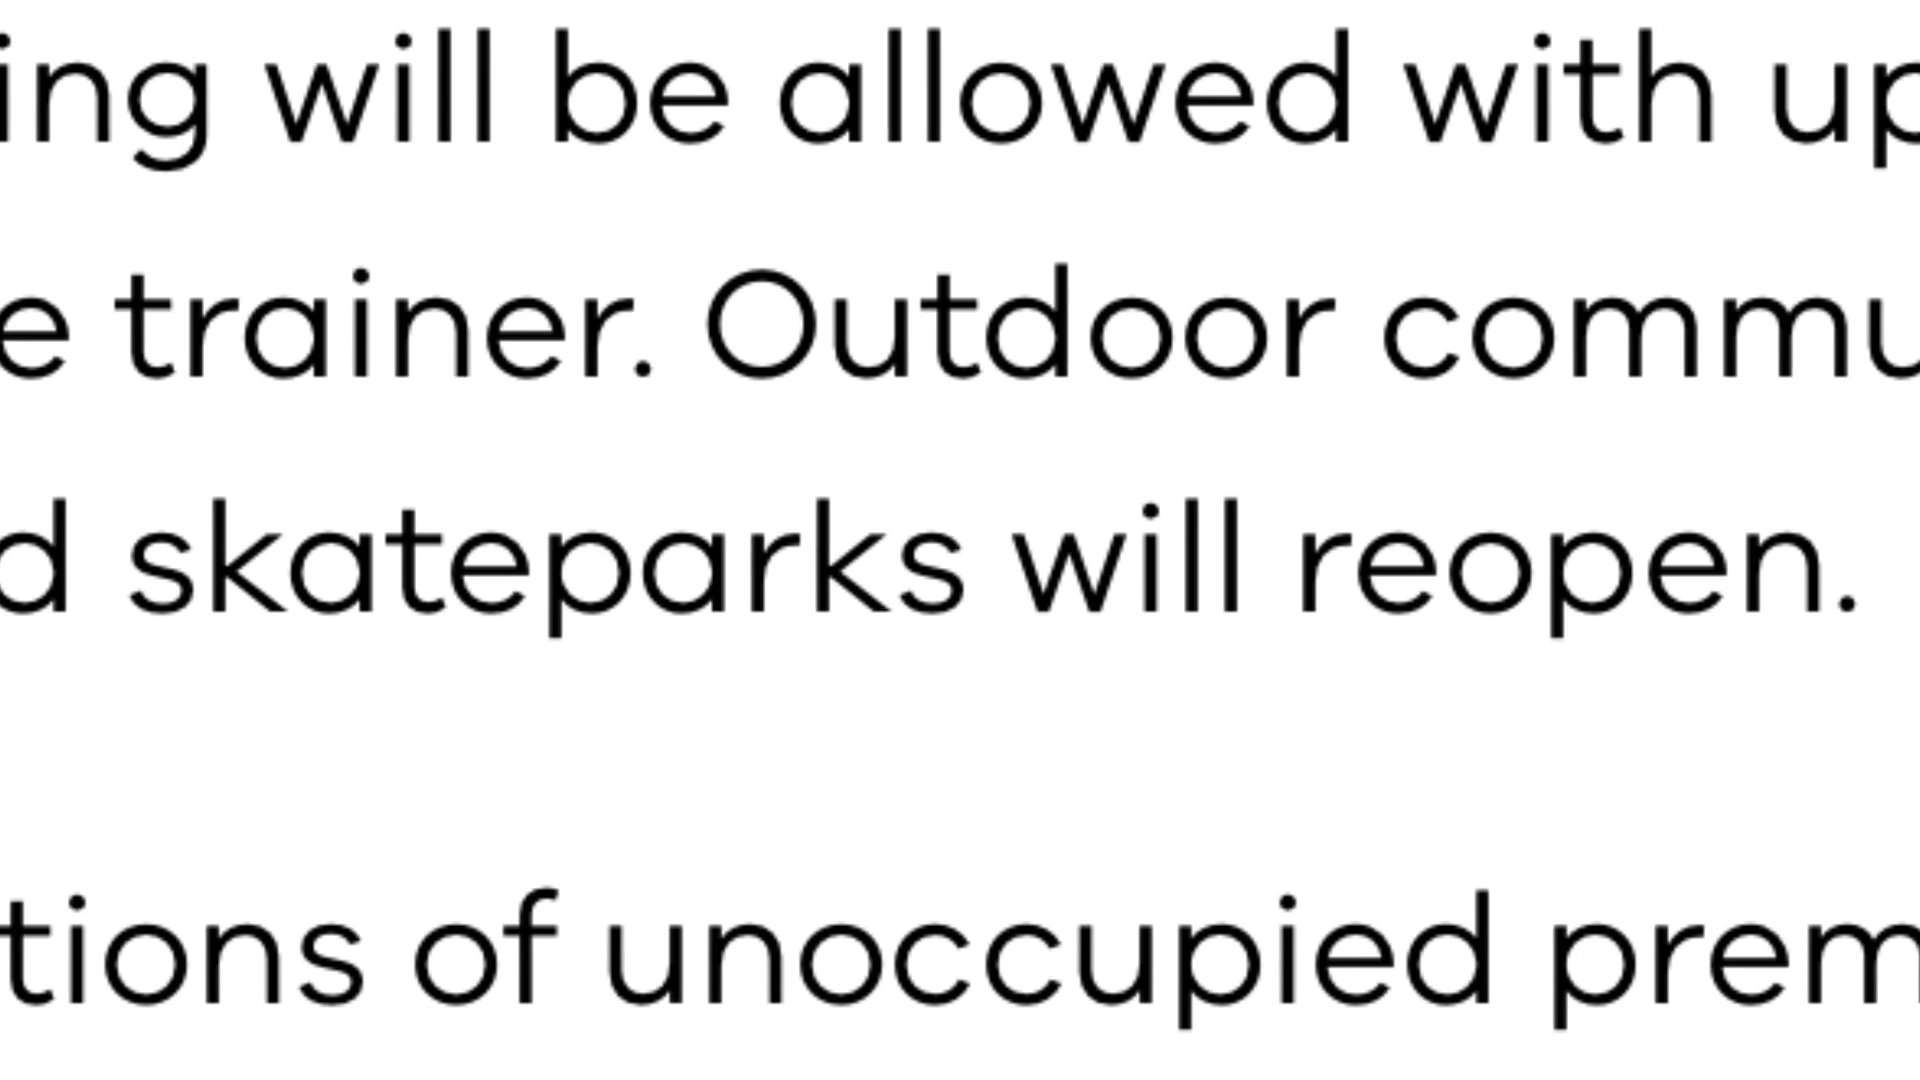 ing will be allowed with up
e trainer. Outdoor commu
d skateparks will reopen.
tions of unoccupied prem